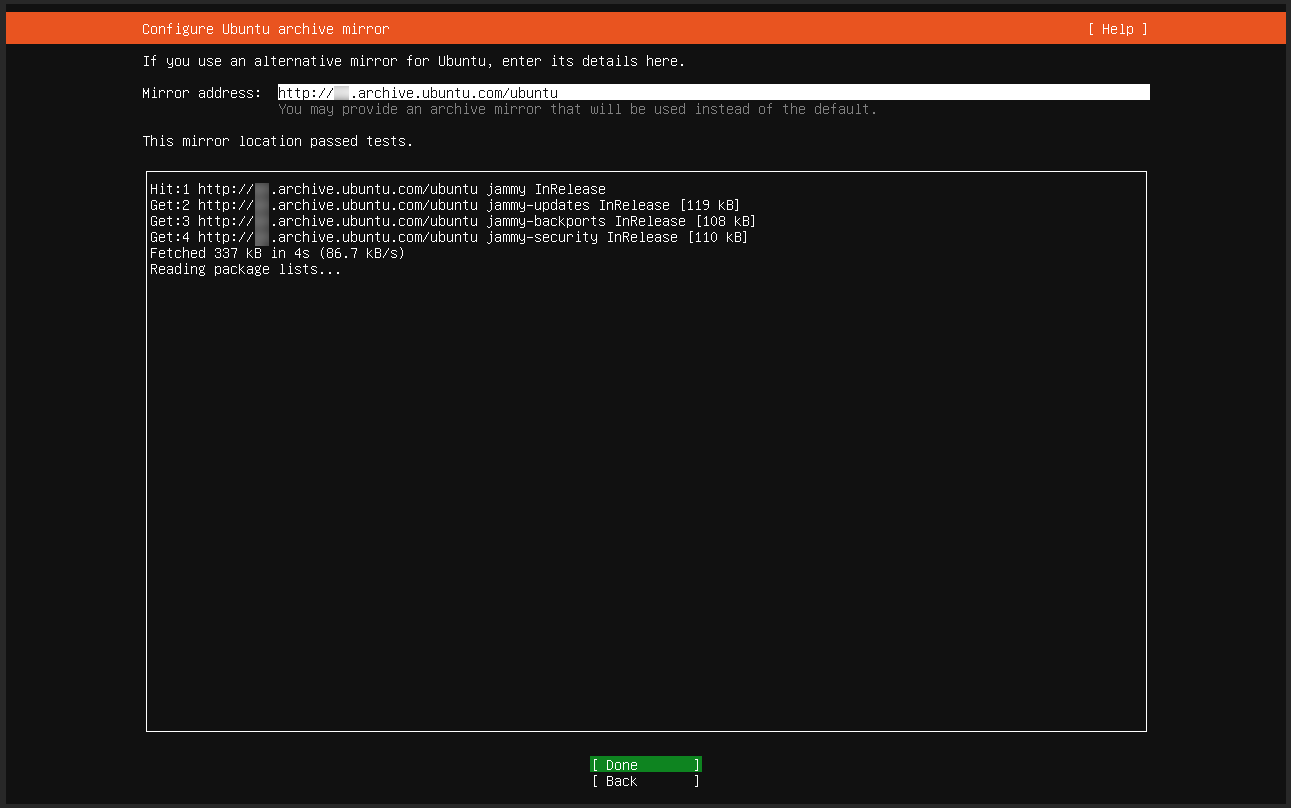 Configure Ubuntu archive mirror [ Help ]
If you use an alternative mirror for Ubuntu, enter its details here.
Mirror address: http:// .archive.ubuntu.com/ubuntu
You may provide an archive mirror that will be used instead of the default.
This mirror location passed tests.
Hit:1 http:// .archive.ubuntu.com/ubuntu jammy InRelease
Get:2 http:// .archive.ubuntu.com/ubuntu jammy-updates InRelease [119 kB]
Get:3 http:// .archive.ubuntu.com/ubuntu jammy-backports InRelease [108 kB]
Get:4 http:// .archive.ubuntu.com/ubuntu jammy-security InRelease [110 kB]
Fetched 337 kB in 4s (86.7 kB/s)
Reading package lists...
[ Done ]
[ Back ]